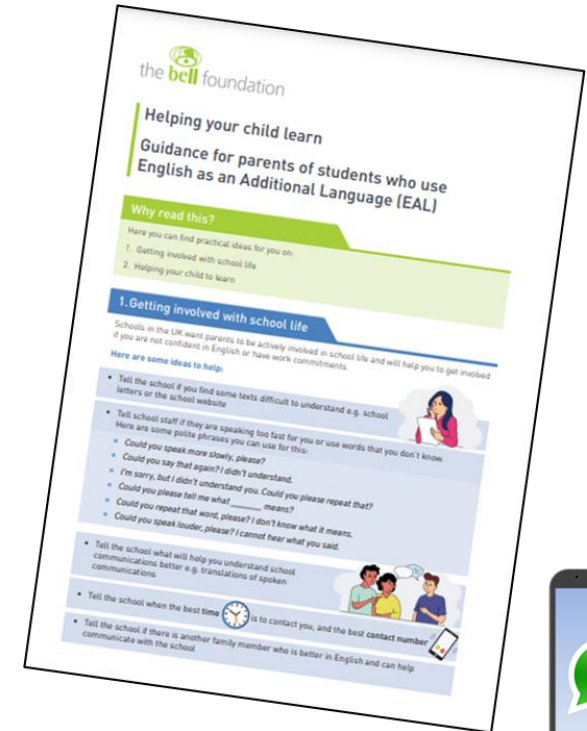 the bell foundation
Helping your child learn
Guidance for parents of students who use
English as an Additional Language (EAL)
Why read this?
Here you can find practical ideas for you on:
1. Getting involved with school life
2. Helping your child to learn
1.Getting involved with school life
Schools in the UK want parents to be actively involved in school life and will help you to get involved
if you are not confident in English or have work commitments.
Here are some ideas to help:
• Tell the school if you find some texts difficult to understand e.g. school
letters or the school website
• Tell school staff if they are speaking too fast for you or use words that you don't know.
Here are some polite phrases you can use for this:
• Could you speak more slowly, please?
• Could you say that again? I didn't understand.
• I'm sorry, but I didn't understand you. Could you please repeat that?
• Could you please tell me what ______ means?
• Could you repeat that word, please? I don't know what it means.
• Could you speak louder, please? I cannot hear what you said.
• Tell the school what will help you understand school
communications better e.g. translations of spoken
communications
• Tell the school when the best time is to contact you, and the best contact number
• Tell the school if there is another family member who is better in English and can help
communicate with the school